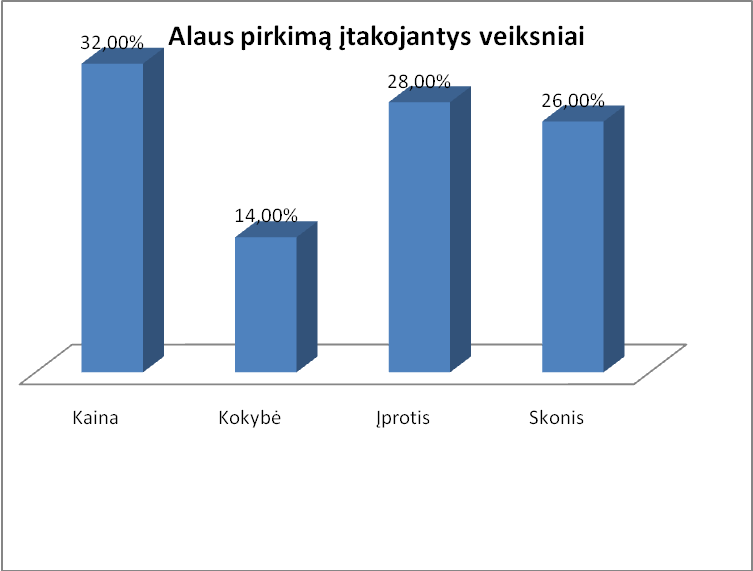 Alaus pirkimą įtakojantys veiksniai
32,00%
14,00%
28,00%
26,00%
Kaina
Kokybė
Įprotis
Skonis